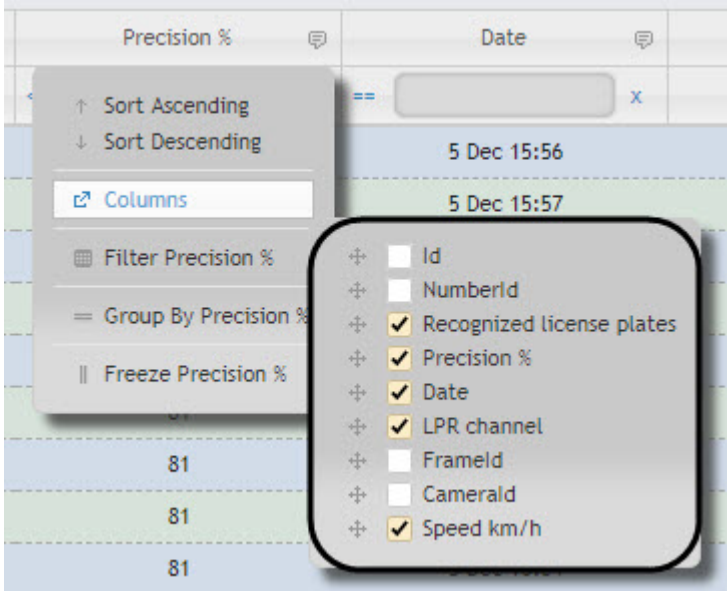 Precision %
Date
== x
Sort Ascending
Sort Descending
5 Dec 15:56
Columns
5 Dec 15:57
Filter Precision %
Group By Precision %
Freeze Precision %
Id
NumberId
Recognized license plates
Precision %
Date
LPR channel
FrameId
CameraId
Speed km/h
81
81
81